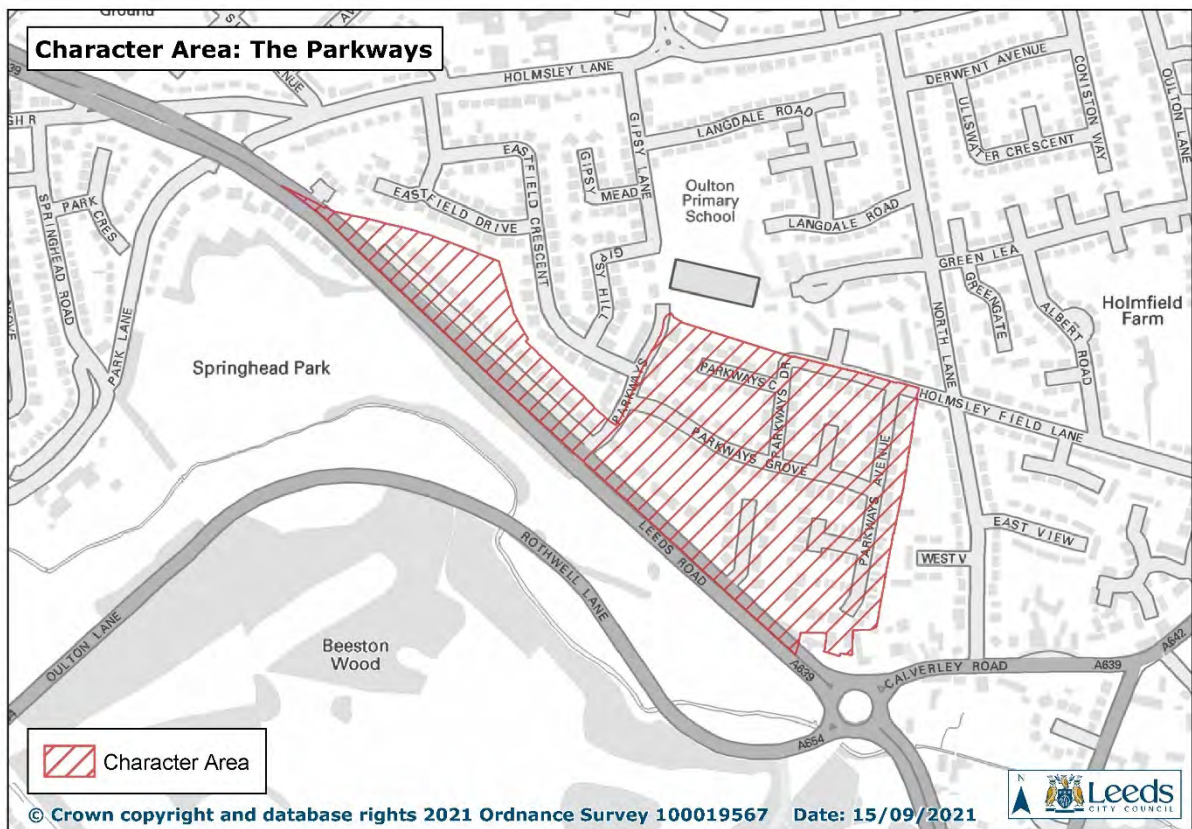 Character Area: The Parkways
Ground
HOLMSLEY LANE
DERWENT AVENUE
CONISTON WAY
OULTON LANE
ULLSWATER CRESCENT
LANGDALE ROAD
GIPSY LANE
GIPSY MEAD
EASTFIELD CRESCENT
EASTFIELD DRIVE
Oulton
Primary
School
LANGDALE ROAD
PARK CRES
SPRINGHEAD ROAD
PARK LANE
GIPSY HILL
GREEN LEA
GREENGATE
ALBERT ROAD
NORTH LANE
Holmfield
Farm
Springhead Park
PARKWAYS
PARKWAYS C
PARKWAYS DR
HOLMSLEY FIELD LANE
PARKWAYS GROVE
PARKWAYS AVENUE
LEEDS ROAD
EAST VIEW
WEST V
ROTHWELL LANE
OULTON LANE
Beeston
Wood
A639
CALVERLEY ROAD
A639
A642
A654
Character Area
N
Leeds
CITY COUNCIL
© Crown copyright and database rights 2021 Ordnance Survey 100019567 Date: 15/09/2021